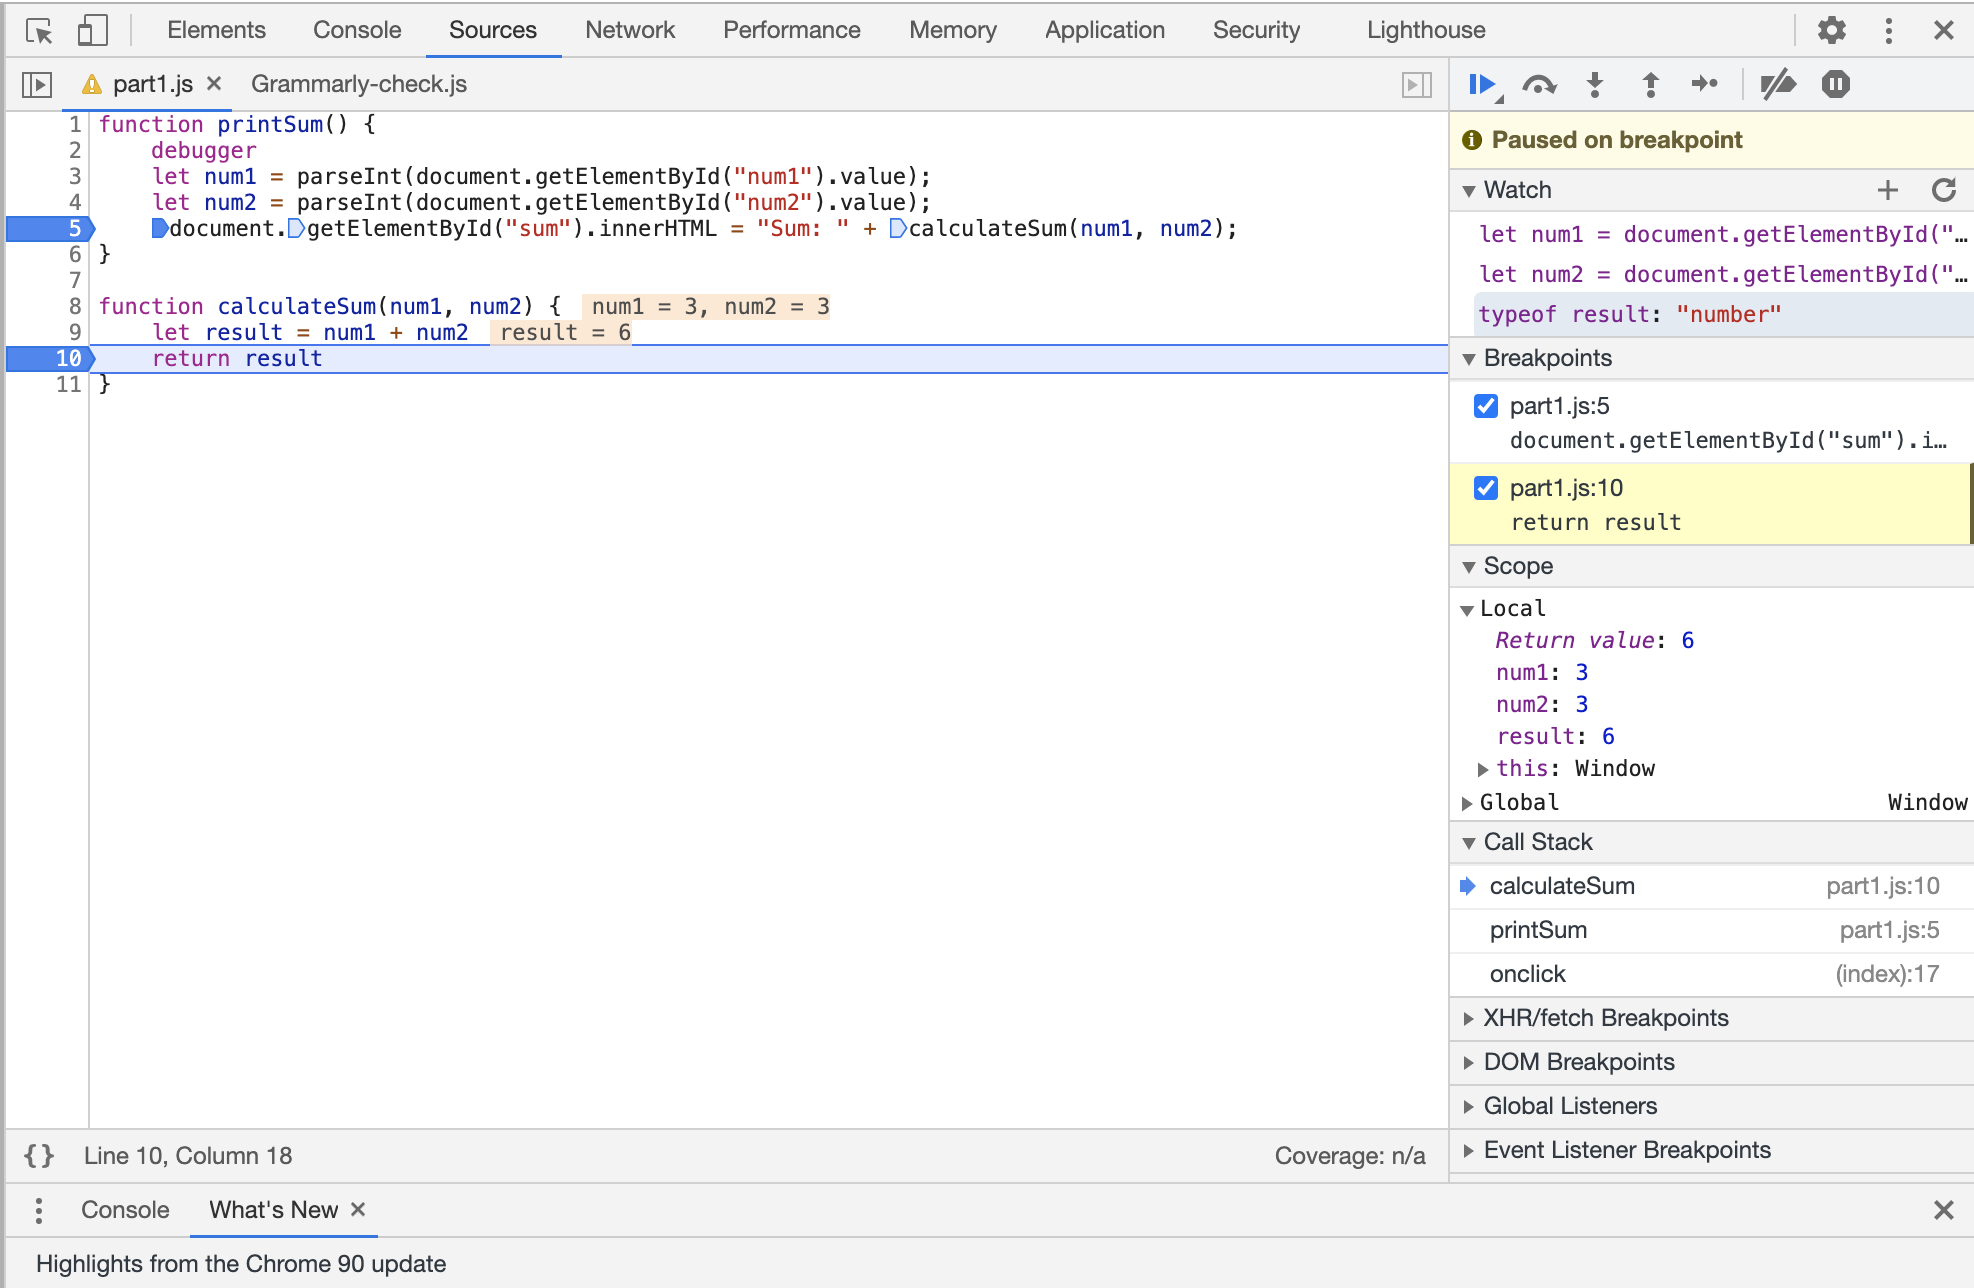 Elements Console Sources Network Performance Memory Application Security Lighthouse
part1.js Grammarly-check.js
1 function printSum() {
2 debugger
3 let num1 = parseInt(document.getElementById("num1").value);
4 let num2 = parseInt(document.getElementById("num2").value);
5 document.getElementById("sum").innerHTML = "Sum: " + calculateSum(num1, num2);
6 }
7
8 function calculateSum(num1, num2) { num1 = 3, num2 = 3
9 let result = num1 + num2 result = 6
10 return result
11 }
{} Line 10, Column 18 Coverage: n/a
Paused on breakpoint
Watch
let num1 = document.getElementById("…
let num2 = document.getElementById("…
typeof result: "number"
Breakpoints
part1.js:5
document.getElementById("sum").i…
part1.js:10
return result
Scope
Local
Return value: 6
num1: 3
num2: 3
result: 6
this: Window
Global Window
Call Stack
calculateSum part1.js:10
printSum part1.js:5
onclick (index):17
XHR/fetch Breakpoints
DOM Breakpoints
Global Listeners
Event Listener Breakpoints
Console What's New
Highlights from the Chrome 90 update